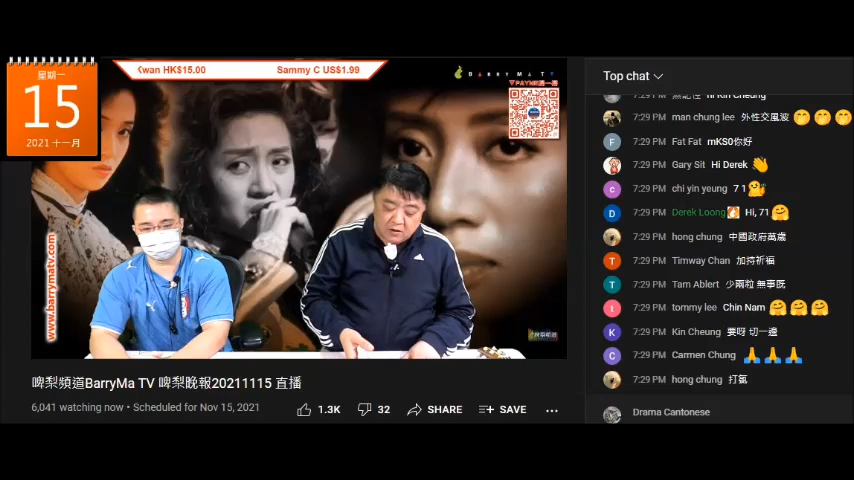 星期一
15
2021 十一月
Kwan HK$15.00
Sammy C US$1.99
BARRYMA TV
www.barrymatv.com
啤梨頻道BarryMa TV 啤梨晚報20211115 直播
6,041 watching now • Scheduled for Nov 15, 2021
1.3K
32
SHARE
SAVE
Top chat
7:29 PM hi Kin Cheung
7:29 PM man chung lee 外性交風波
7:29 PM Fat Fat mKS0你好
7:29 PM Gary Sit Hi Derek
7:29 PM chi yin yeung 7 1
7:29 PM Derek Loong Hi, 71
7:29 PM hong chung 中國政府萬歲
7:29 PM Timway Chan 加持祈福
7:29 PM Tam Ablert 少兩粒 無事既
7:29 PM tommy lee Chin Nam
7:29 PM Kin Cheung 要呀 切一邊
7:29 PM Carmen Chung
7:29 PM hong chung 打氣
Drama Cantonese